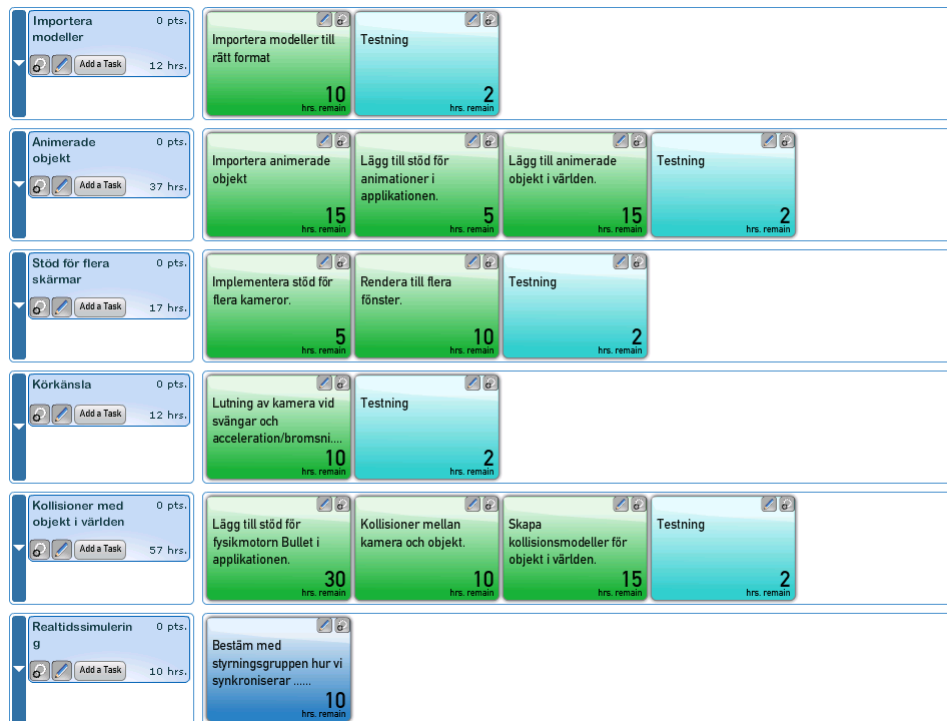 Importera 0 pts.
modeller
Add a Task 12 hrs.
Importera modeller till
rätt format
10
hrs. remain
Testning
2
hrs. remain
Animerade 0 pts.
objekt
Add a Task 37 hrs.
Importera animerade
objekt
15
hrs. remain
Lägg till stöd för
animationer i
applikationen.
5
hrs. remain
Lägg till animerade
objekt i världen.
15
hrs. remain
Testning
2
hrs. remain
Stöd för flera 0 pts.
skärmar
Add a Task 17 hrs.
Implementera stöd för
flera kameror.
5
hrs. remain
Rendera till flera
fönster.
10
hrs. remain
Testning
2
hrs. remain
Körkänsla 0 pts.
Add a Task 12 hrs.
Lutning av kamera vid
svängar och
acceleration/bromsni....
10
hrs. remain
Testning
2
hrs. remain
Kollisioner med 0 pts.
objekt i världen
Add a Task 57 hrs.
Lägg till stöd för
fysikmotorn Bullet i
applikationen.
30
hrs. remain
Kollisioner mellan
kamera och objekt.
10
hrs. remain
Skapa
kollisionsmodeller för
objekt i världen.
15
hrs. remain
Testning
2
hrs. remain
Realtidssimulerin 0 pts.
g
Add a Task 10 hrs.
Bestäm med
styrningsgruppen hur vi
synkroniserar ......
10
hrs. remain